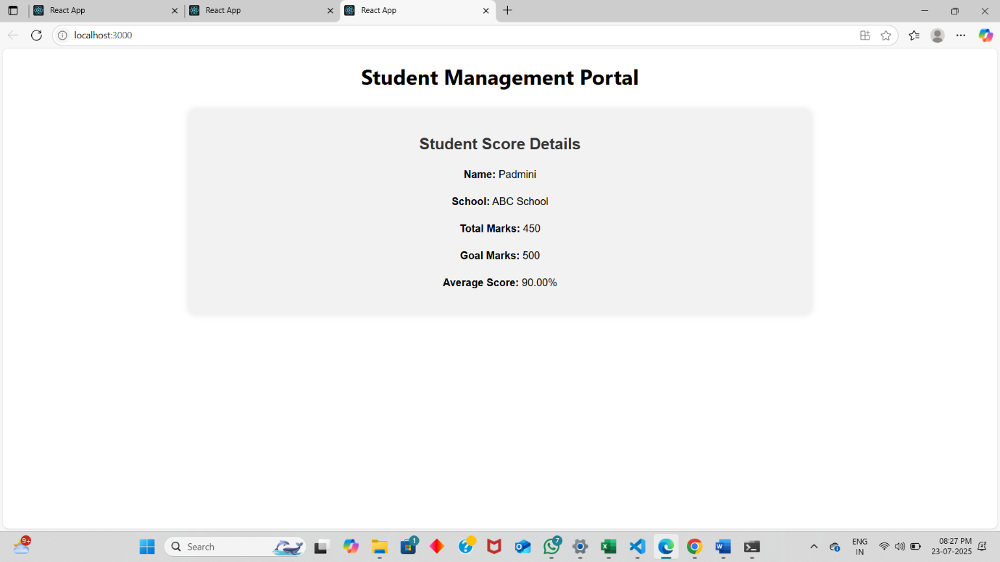 React App
React App
React App
localhost:3000
Student Management Portal
Student Score Details
Name: Padmini
School: ABC School
Total Marks: 450
Goal Marks: 500
Average Score: 90.00%
9+
Search
1
7
ENG
IN
08:27 PM
23-07-2025